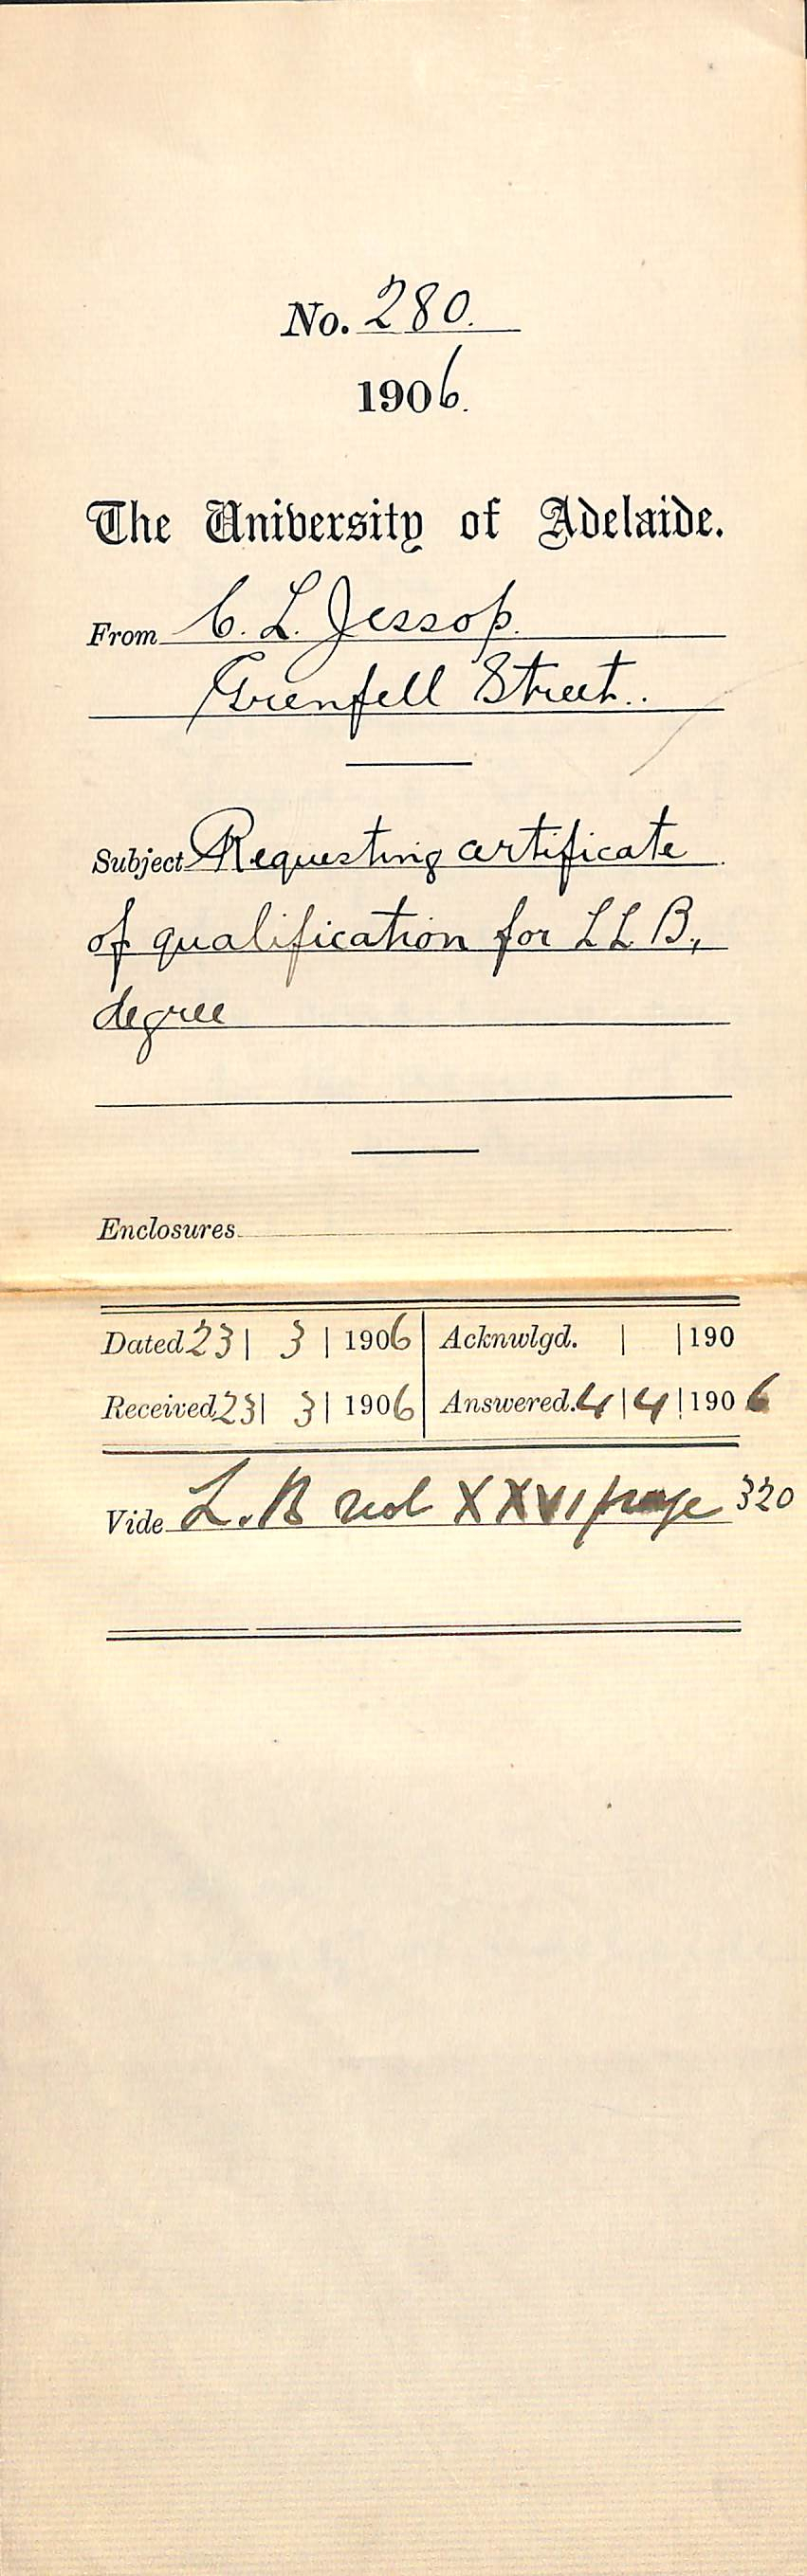 No. 280.
1906.
The University of Adelaide.
From C. L. Jessop.
Grenfell Street..
Subject Requesting certificate
of qualification for LLB,
degree
Enclosures
Dated 23 | 3 | 1906 | Acknwlgd. | | 190
Received 23 | 3 | 1906 | Answered. 4 | 4 | 1906
Vide L.B vol XXVI page 320